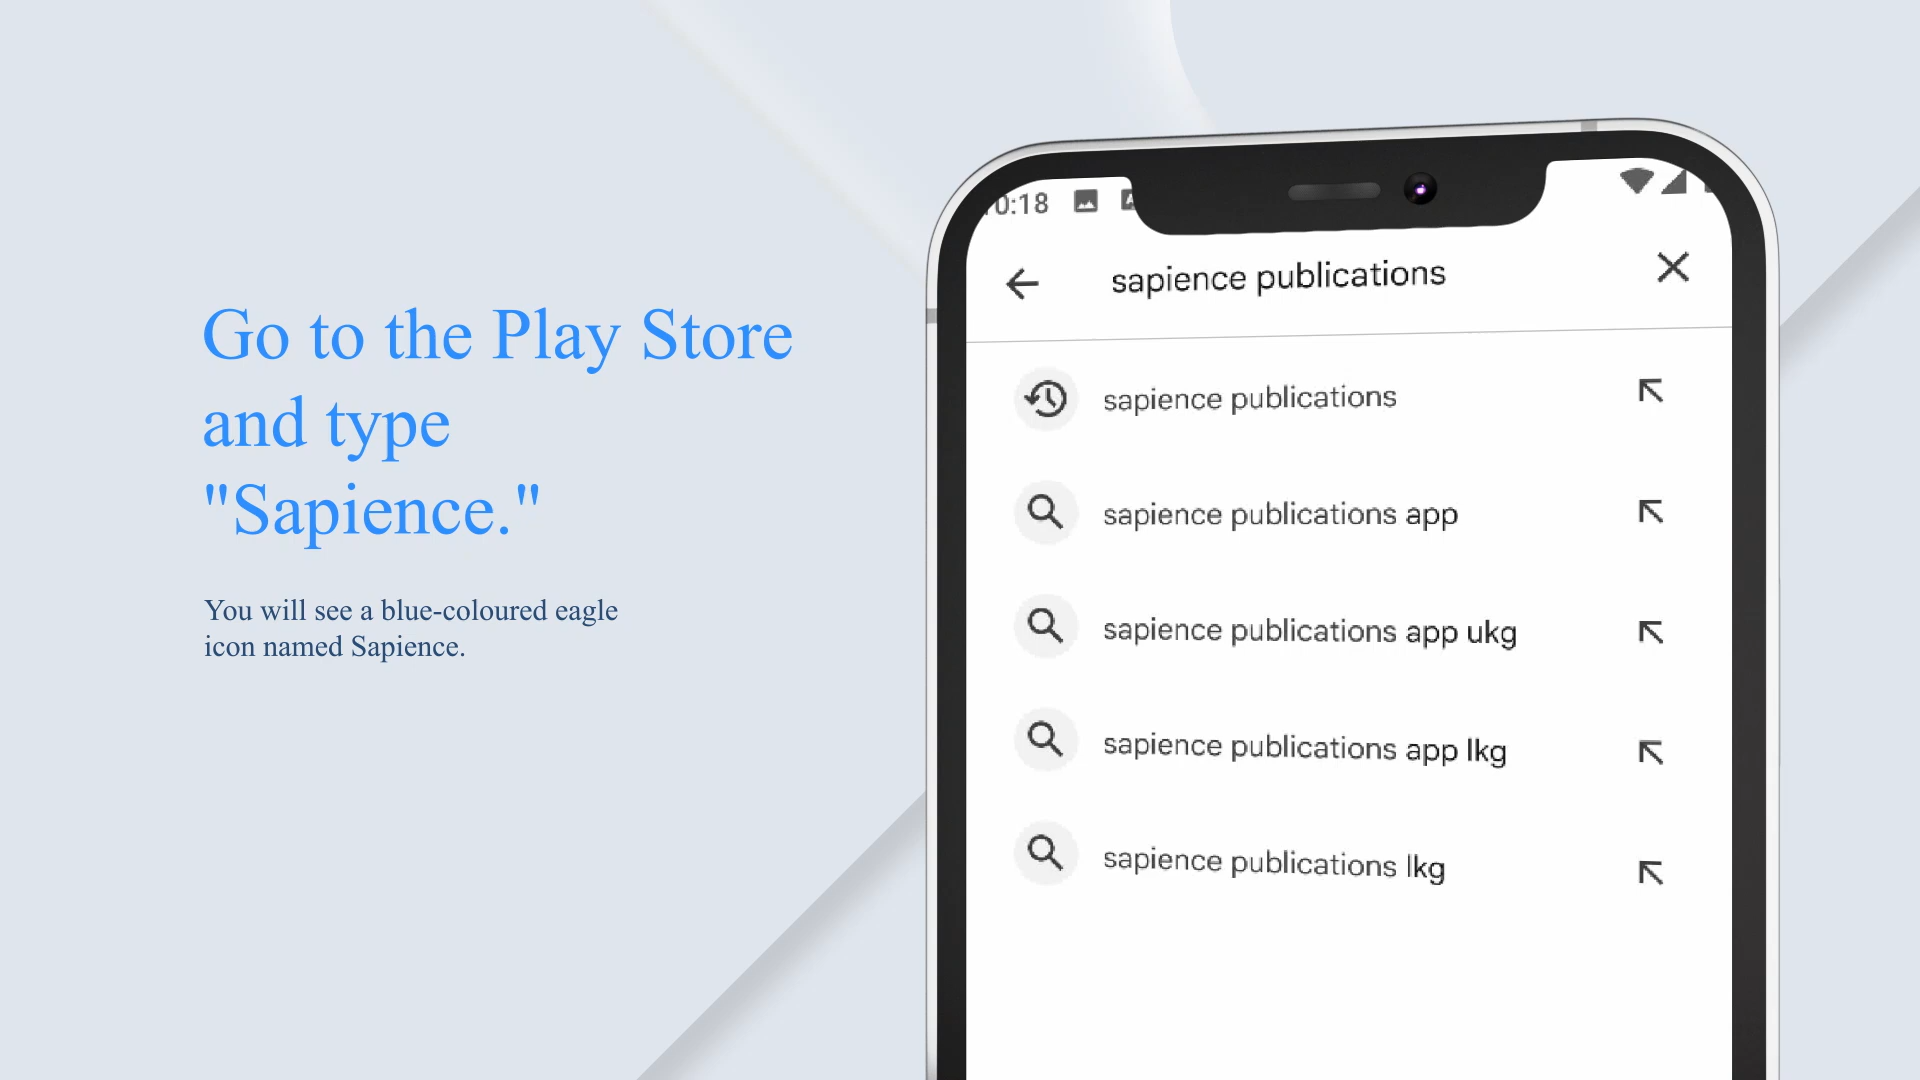 Go to the Play Store
and type
"Sapience."
You will see a blue-coloured eagle
icon named Sapience.
0:18
sapience publications
sapience publications
sapience publications app
sapience publications app ukg
sapience publications app lkg
sapience publications lkg